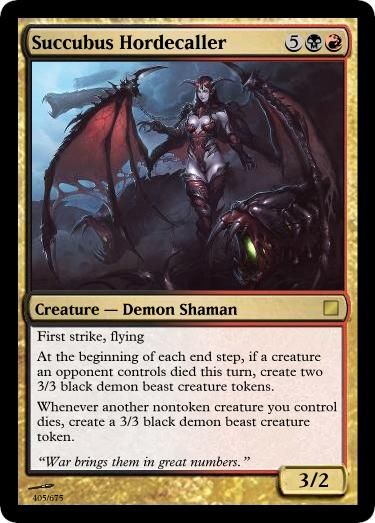 Succubus Hordecaller 5
Creature — Demon Shaman
First strike, flying
At the beginning of each end step, if a creature
an opponent controls died this turn, create two
3/3 black demon beast creature tokens.
Whenever another nontoken creature you control
dies, create a 3/3 black demon beast creature
token.
“War brings them in great numbers.”
3/2
405/675